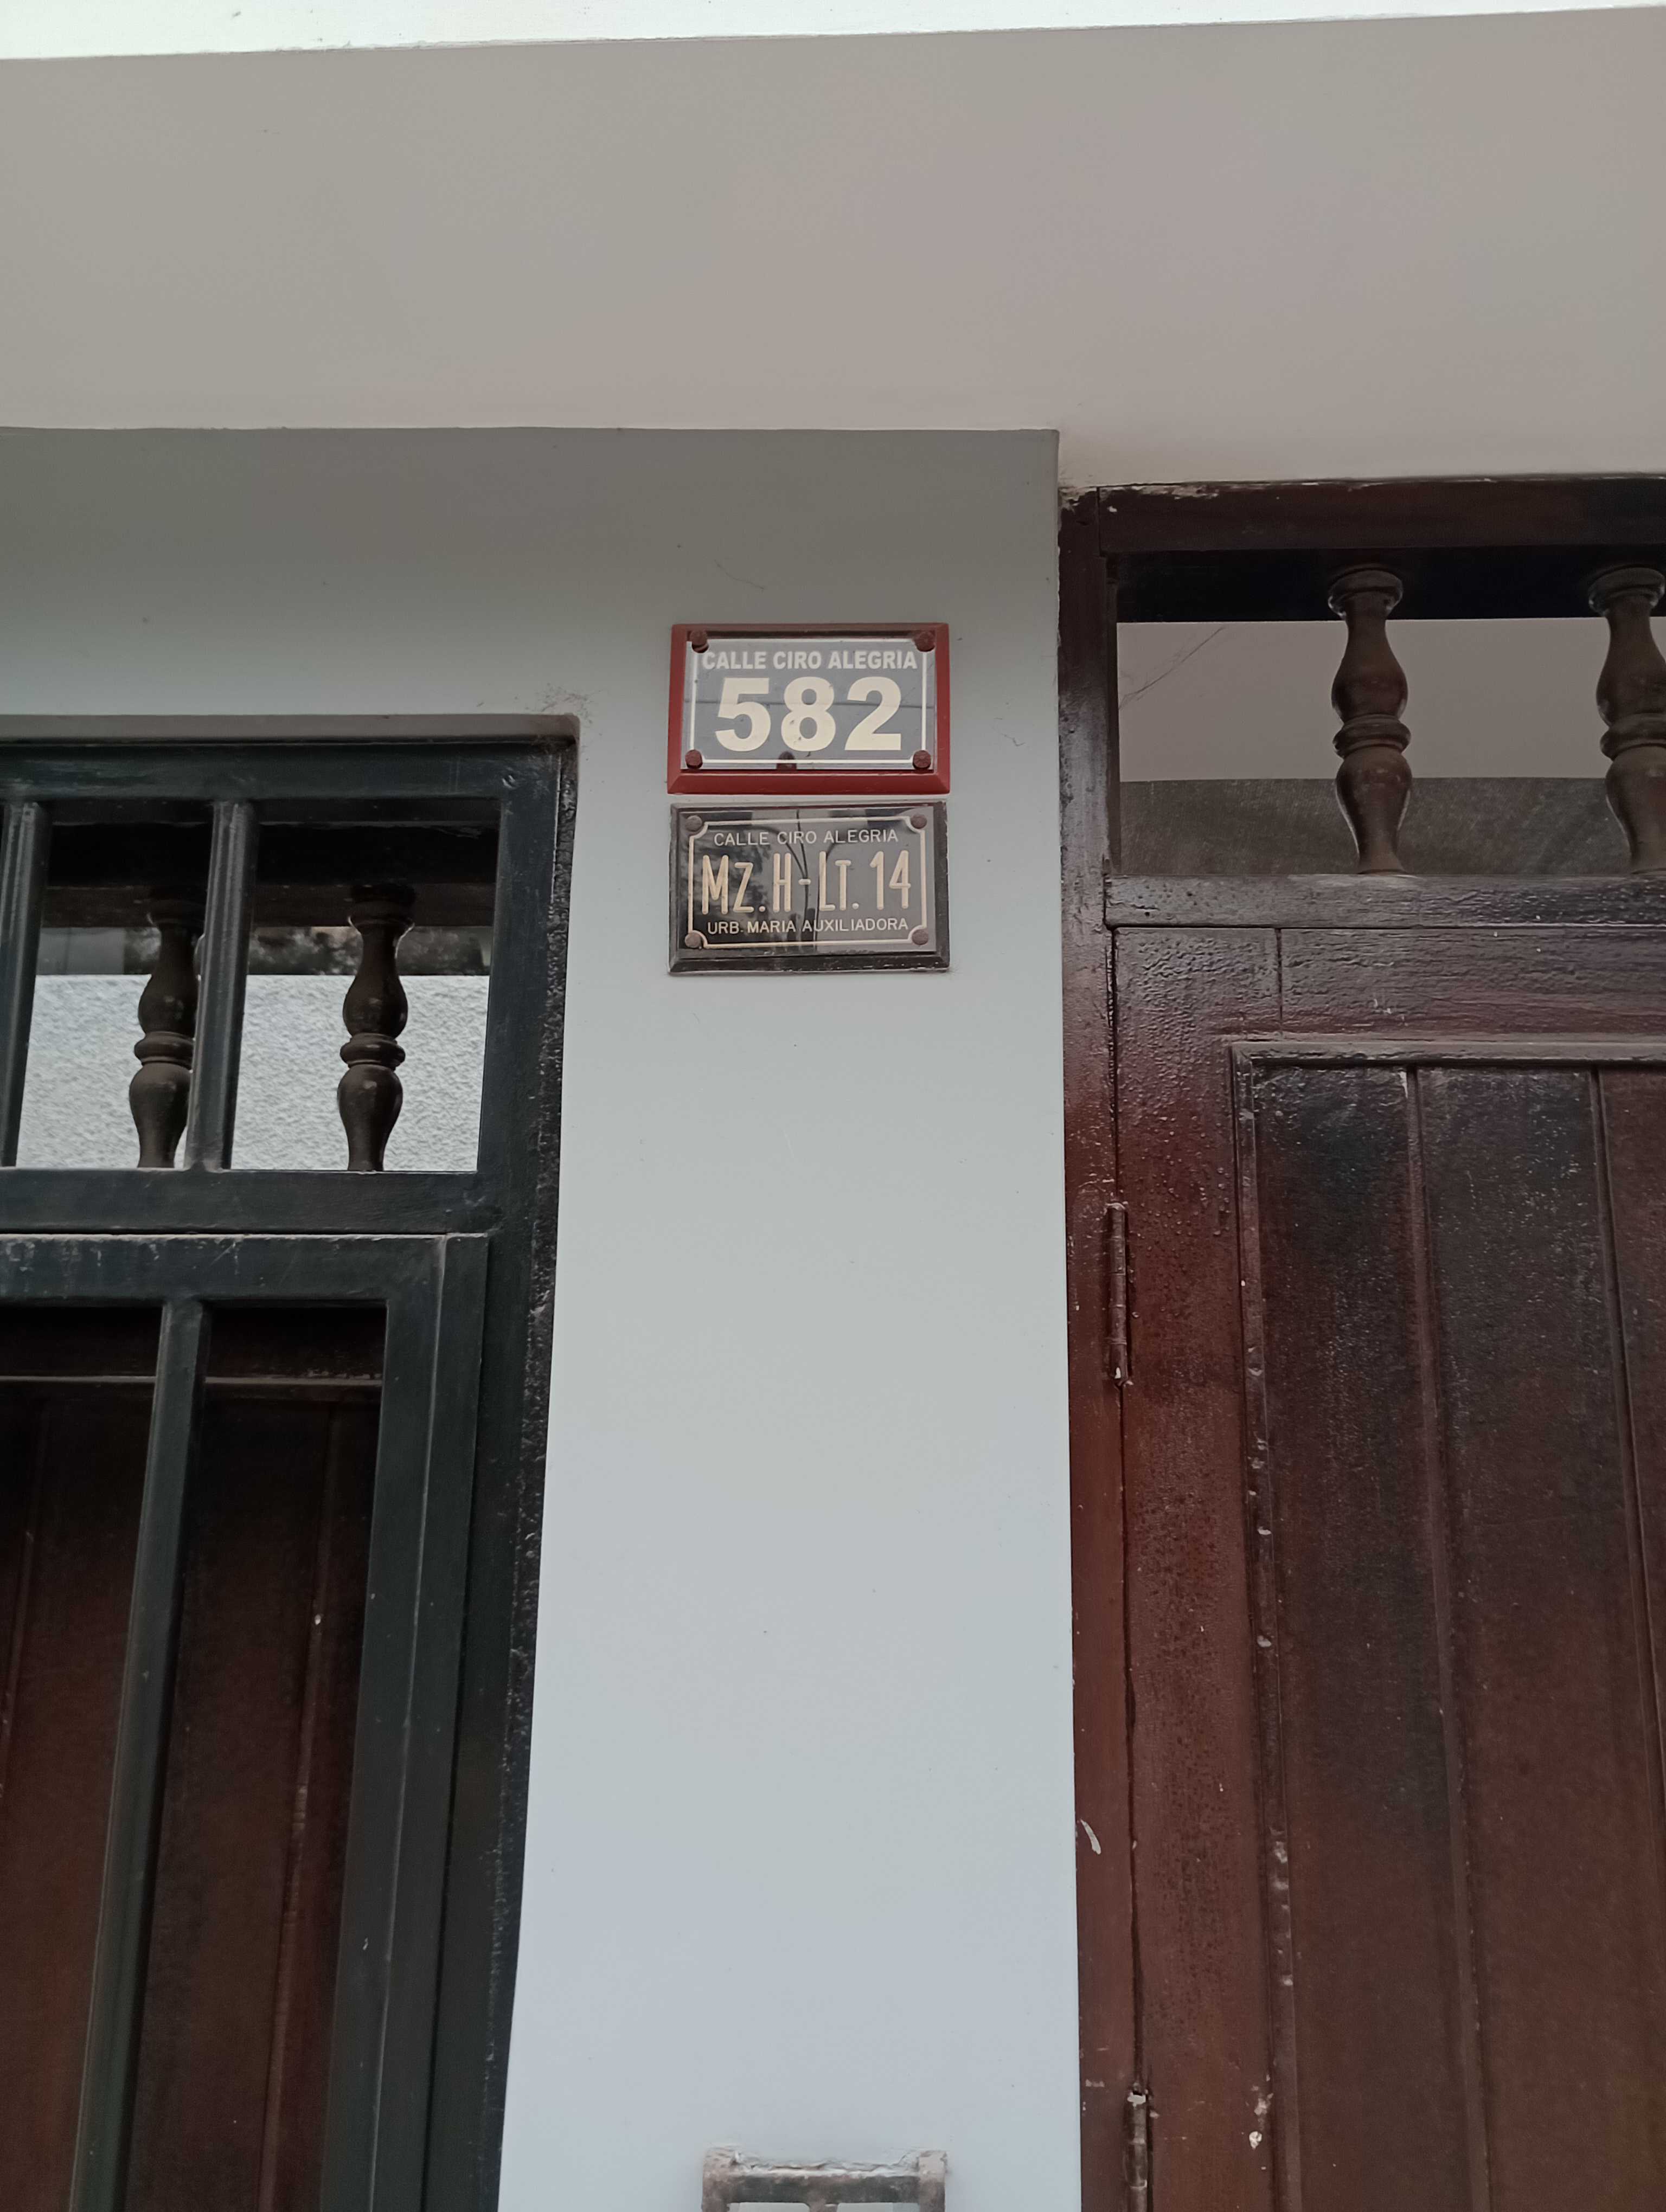 CALLE CIRO ALEGRIA
582
CALLE CIRO ALEGRIA
MZ.H-LT.14
URB. MARIA AUXILIADORA